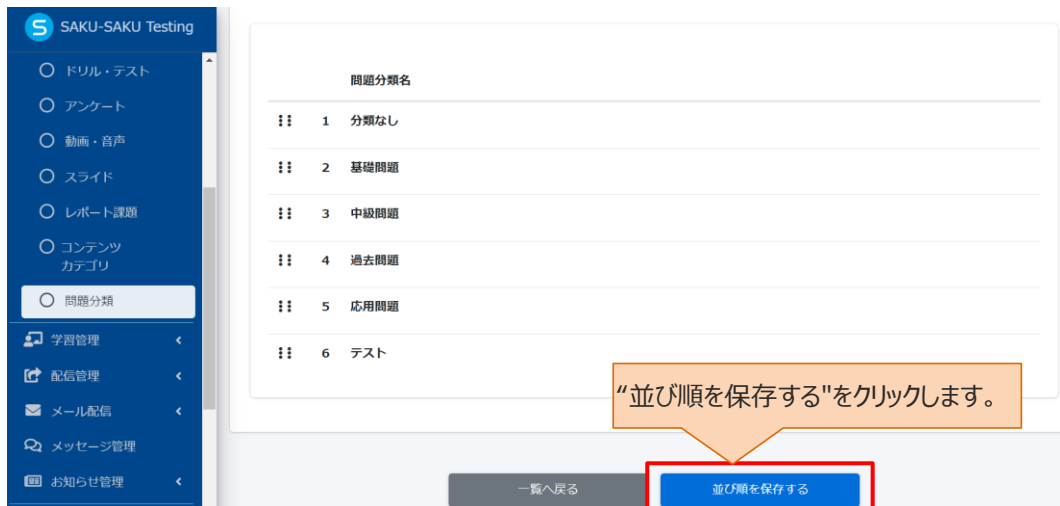 SAKU-SAKU Testing
ドリル・テスト
アンケート
動画・音声
スライド
レポート課題
コンテンツ
カテゴリ
問題分類
学習管理
配信管理
メール配信
メッセージ管理
お知らせ管理
問題分類名
1 分類なし
2 基礎問題
3 中級問題
4 過去問題
5 応用問題
6 テスト
“並び順を保存する"をクリックします。
一覧へ戻る
並び順を保存する